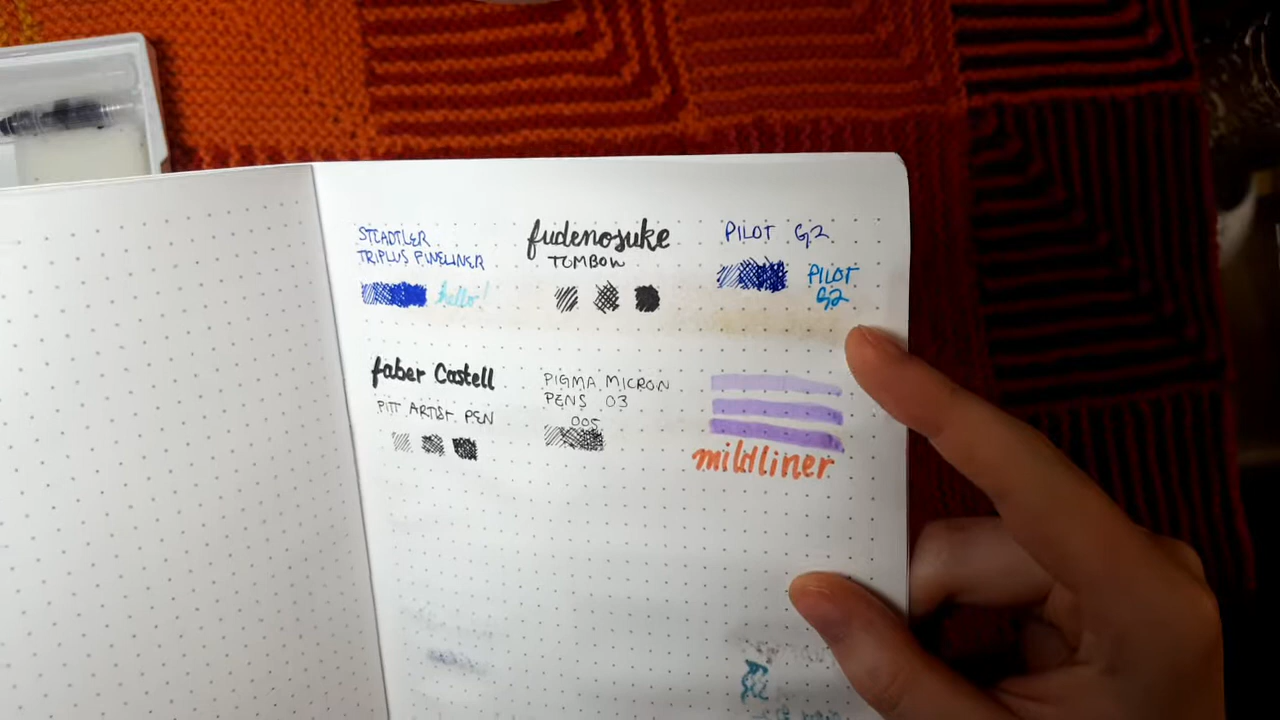 STEADTLER
TRIPLUS FINELINER
hello!
fudenosuke
TOMBOW
PILOT G2
PILOT
G2
faber Castell
PITT ARTIST PEN
PIGMA MICRON
PENS 03
005
mildliner